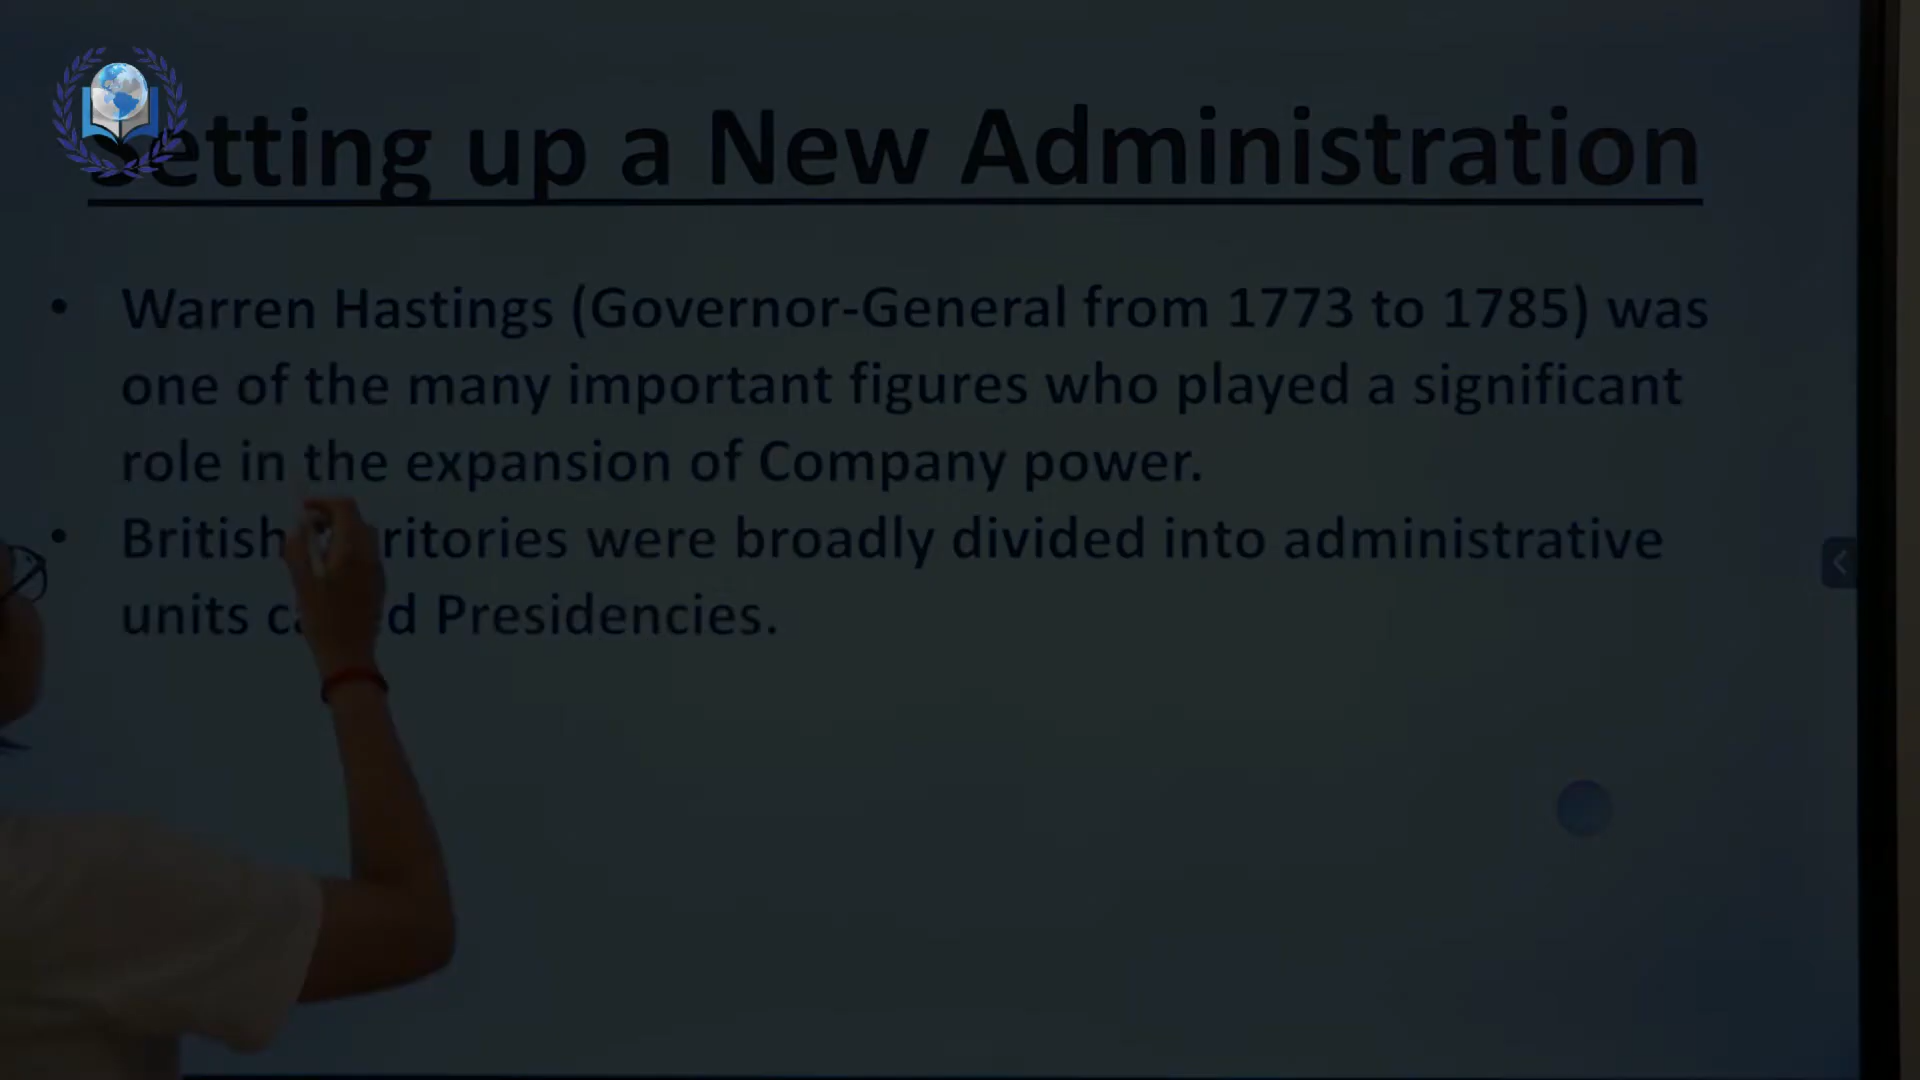 Setting up a New Administration
• Warren Hastings (Governor-General from 1773 to 1785) was
one of the many important figures who played a significant
role in the expansion of Company power.
• British territories were broadly divided into administrative
units called Presidencies.